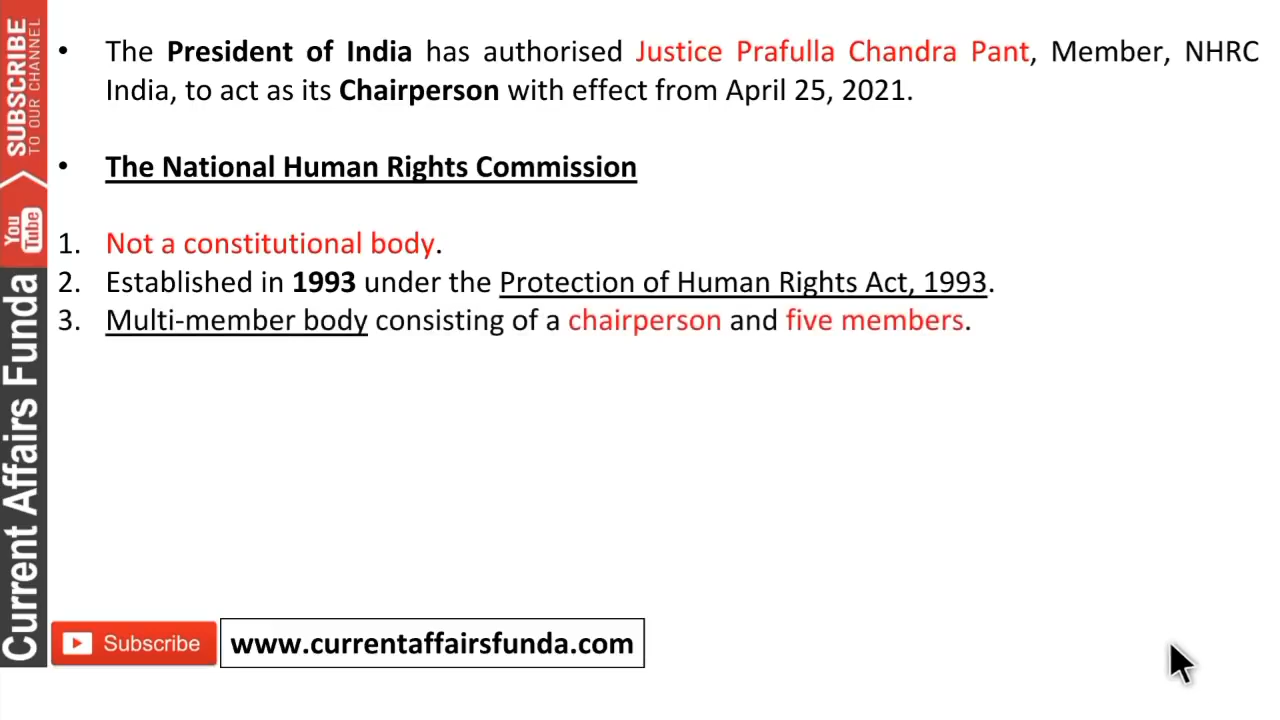 SUBSCRIBE
TO OUR CHANNEL
You
Tube
Current Affairs Funda
• The President of India has authorised Justice Prafulla Chandra Pant, Member, NHRC
India, to act as its Chairperson with effect from April 25, 2021.
• The National Human Rights Commission
1. Not a constitutional body.
2. Established in 1993 under the Protection of Human Rights Act, 1993.
3. Multi-member body consisting of a chairperson and five members.
Subscribe
www.currentaffairsfunda.com